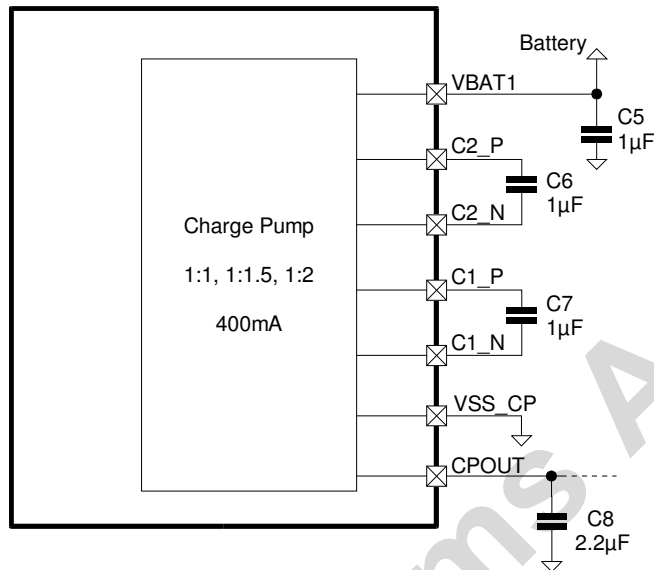 Battery
VBAT1
C5
1µF
C2_P
C6
1µF
C2_N
Charge Pump
1:1, 1:1.5, 1:2
400mA
C1_P
C7
1µF
C1_N
VSS_CP
CPOUT
C8
2.2µF
ms A